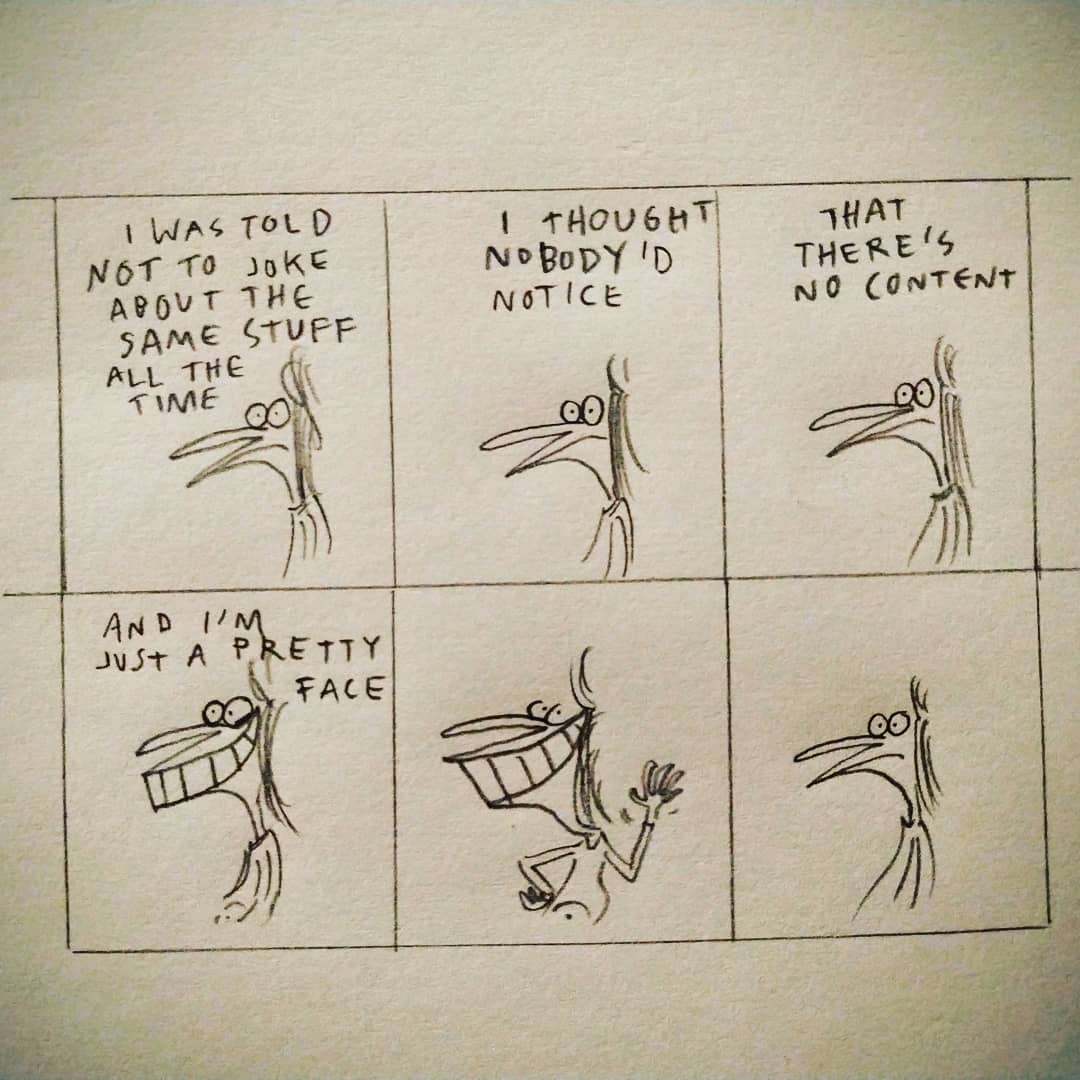 I WAS TOLD
NOT TO JOKE
ABOUT THE
SAME STUFF
ALL THE
TIME
I THOUGHT
NOBODY'D
NOTICE
THAT
THERE'S
NO CONTENT
AND I'M
JUST A PRETTY
FACE